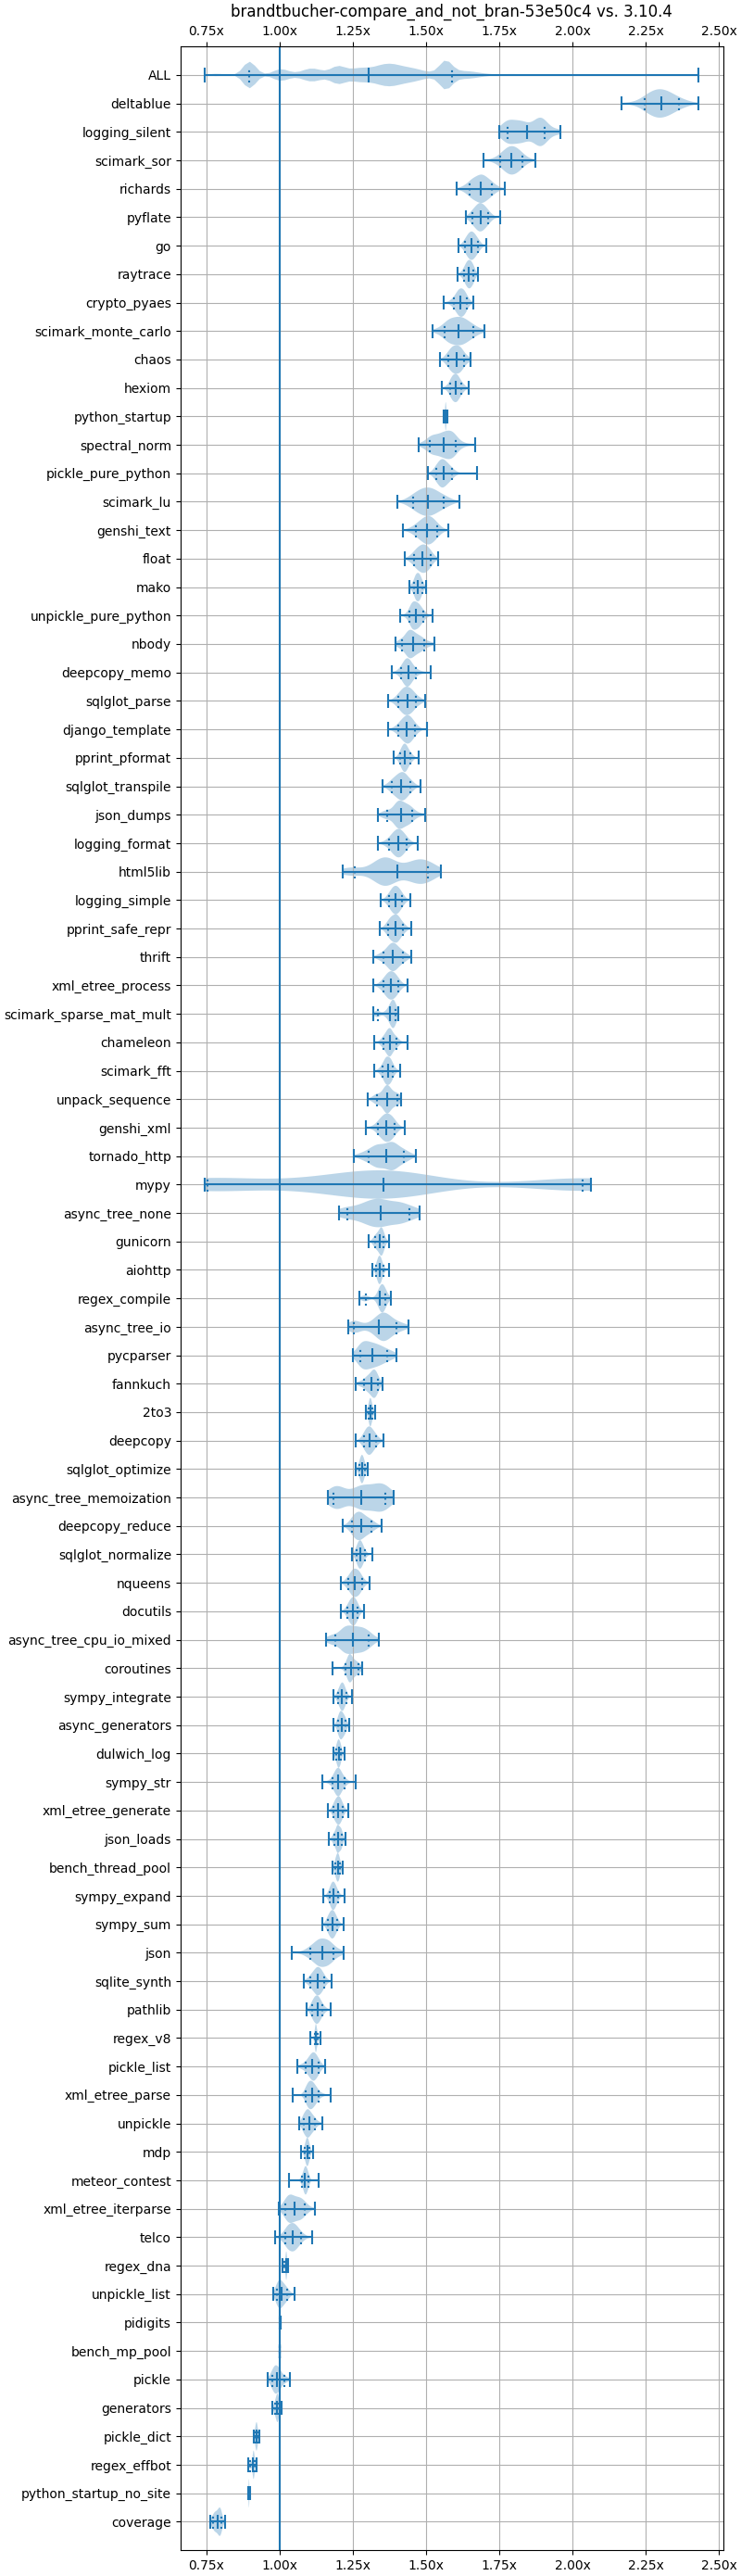 brandtbucher-compare_and_not_bran-53e50c4 vs. 3.10.4
0.75x 1.00x 1.25x 1.50x 1.75x 2.00x 2.25x 2.50x
ALL
deltablue
logging_silent
scimark_sor
richards
pyflate
go
raytrace
crypto_pyaes
scimark_monte_carlo
chaos
hexiom
python_startup
spectral_norm
pickle_pure_python
scimark_lu
genshi_text
float
mako
unpickle_pure_python
nbody
deepcopy_memo
sqlglot_parse
django_template
pprint_pformat
sqlglot_transpile
json_dumps
logging_format
html5lib
logging_simple
pprint_safe_repr
thrift
xml_etree_process
scimark_sparse_mat_mult
chameleon
scimark_fft
unpack_sequence
genshi_xml
tornado_http
mypy
async_tree_none
gunicorn
aiohttp
regex_compile
async_tree_io
pycparser
fannkuch
2to3
deepcopy
sqlglot_optimize
async_tree_memoization
deepcopy_reduce
sqlglot_normalize
nqueens
docutils
async_tree_cpu_io_mixed
coroutines
sympy_integrate
async_generators
dulwich_log
sympy_str
xml_etree_generate
json_loads
bench_thread_pool
sympy_expand
sympy_sum
json
sqlite_synth
pathlib
regex_v8
pickle_list
xml_etree_parse
unpickle
mdp
meteor_contest
xml_etree_iterparse
telco
regex_dna
unpickle_list
pidigits
bench_mp_pool
pickle
generators
pickle_dict
regex_effbot
python_startup_no_site
coverage
0.75x 1.00x 1.25x 1.50x 1.75x 2.00x 2.25x 2.50x